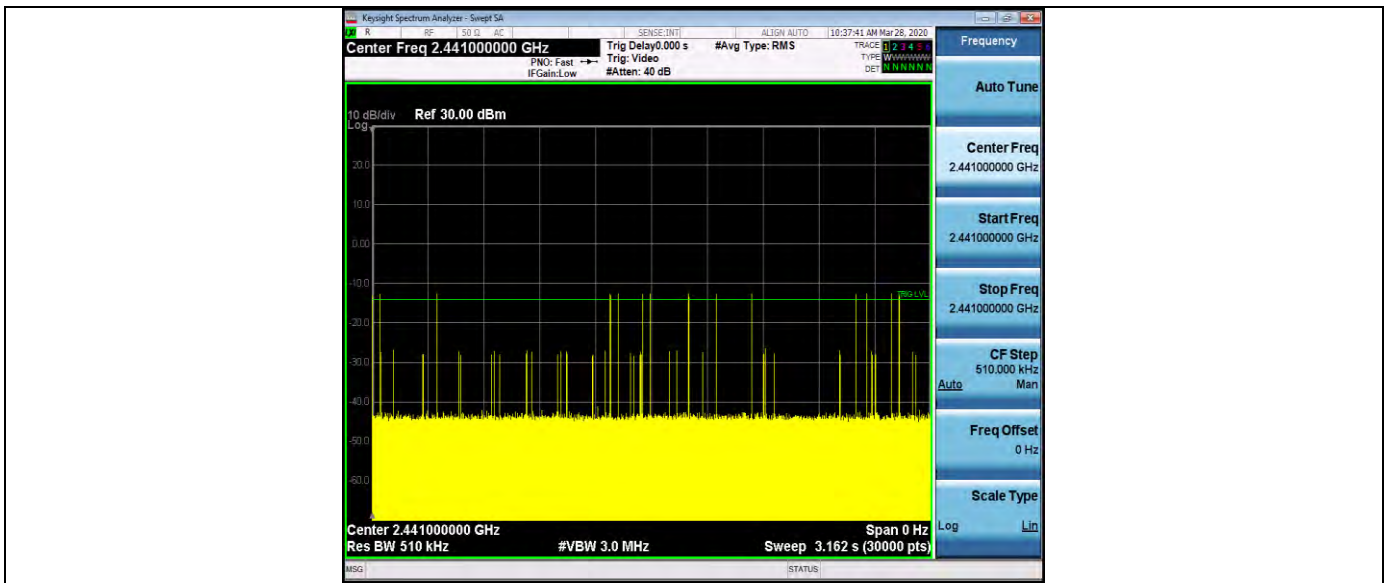 Keysight Spectrum Analyzer - Swept SA
R RF 50 Ω AC SENSE:INT ALIGN AUTO 10:37:41 AM Mar 28, 2020
Center Freq 2.441000000 GHz
PNO: Fast
IFGain:Low
Trig Delay0.000 s
Trig: Video
#Atten: 40 dB
#Avg Type: RMS
TRACE 1 2 3 4 5 6
TYPE W
DET N N N N N N
10 dB/div Ref 30.00 dBm
Log
20.0
10.0
0.00
-10.0
TRIG LVL
-20.0
-30.0
-40.0
-50.0
-60.0
Center 2.441000000 GHz Span 0 Hz
Res BW 510 kHz #VBW 3.0 MHz Sweep 3.162 s (30000 pts)
MSG STATUS
Frequency
Auto Tune
Center Freq
2.441000000 GHz
Start Freq
2.441000000 GHz
Stop Freq
2.441000000 GHz
CF Step
510.000 kHz
Auto Man
Freq Offset
0 Hz
Scale Type
Log Lin